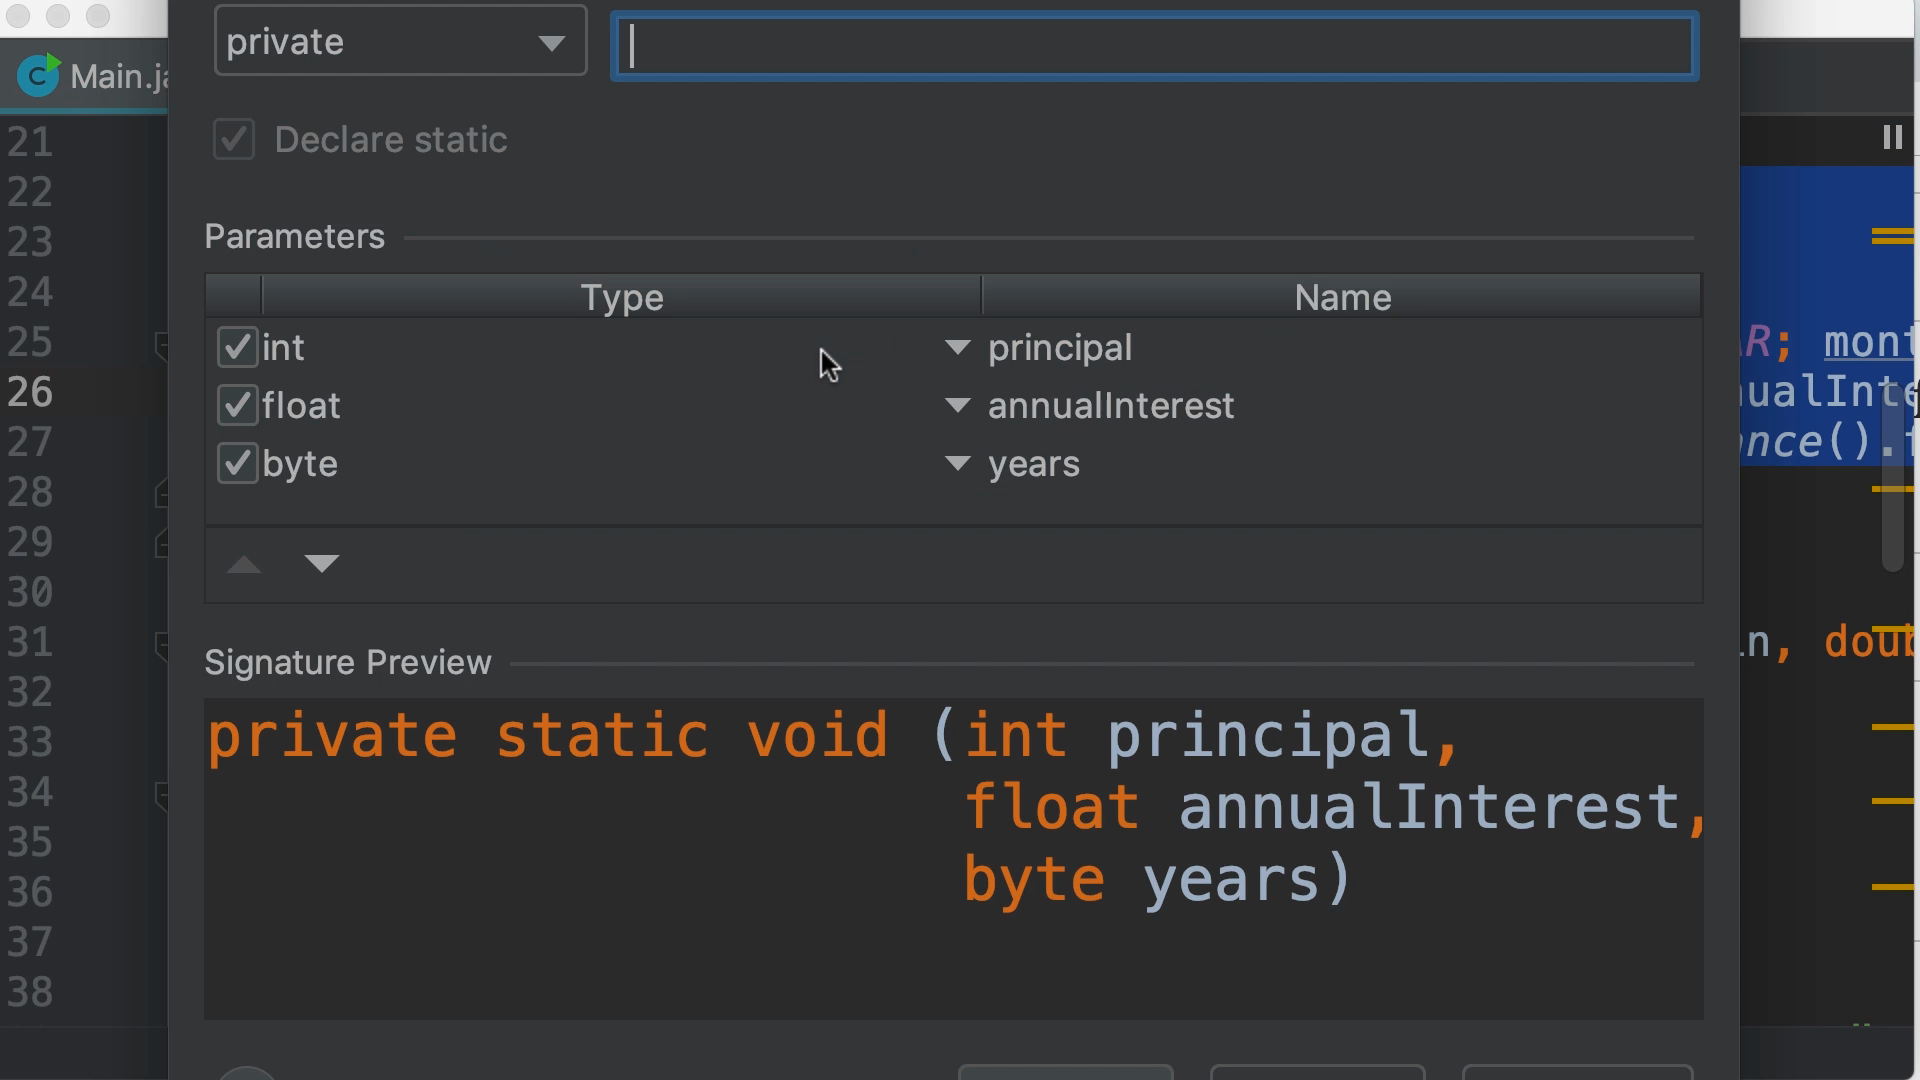 private
Main.ja
Declare static
Parameters
Type Name
int principal
float annualInterest
byte years
Signature Preview
private static void (int principal,
float annualInterest,
byte years)
21
22
23
24
25
26
27
28
29
30
31
32
33
34
35
36
37
38
R; mont
ualInte
nce().f
n, doub